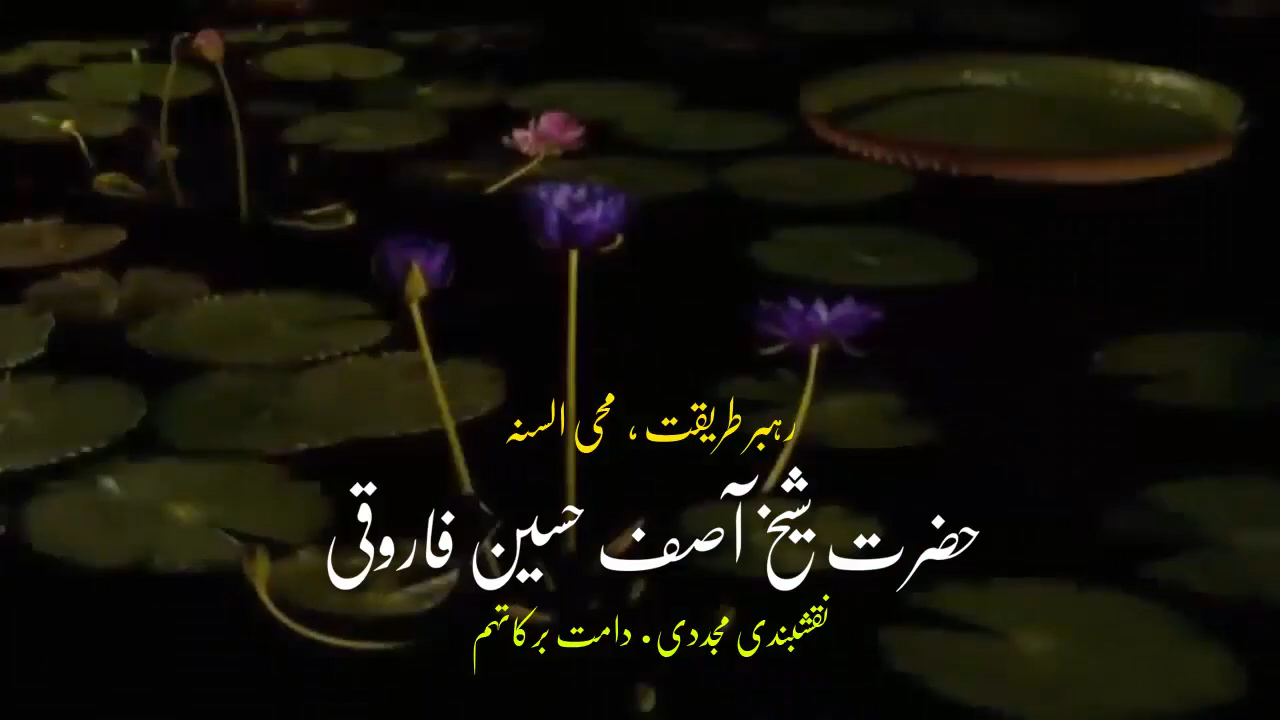 رہبر طریقت ، محی السنہ
حضرت شیخ آصف حسین فاروقی
نقشبندی مجددی . دامت برکاتہم